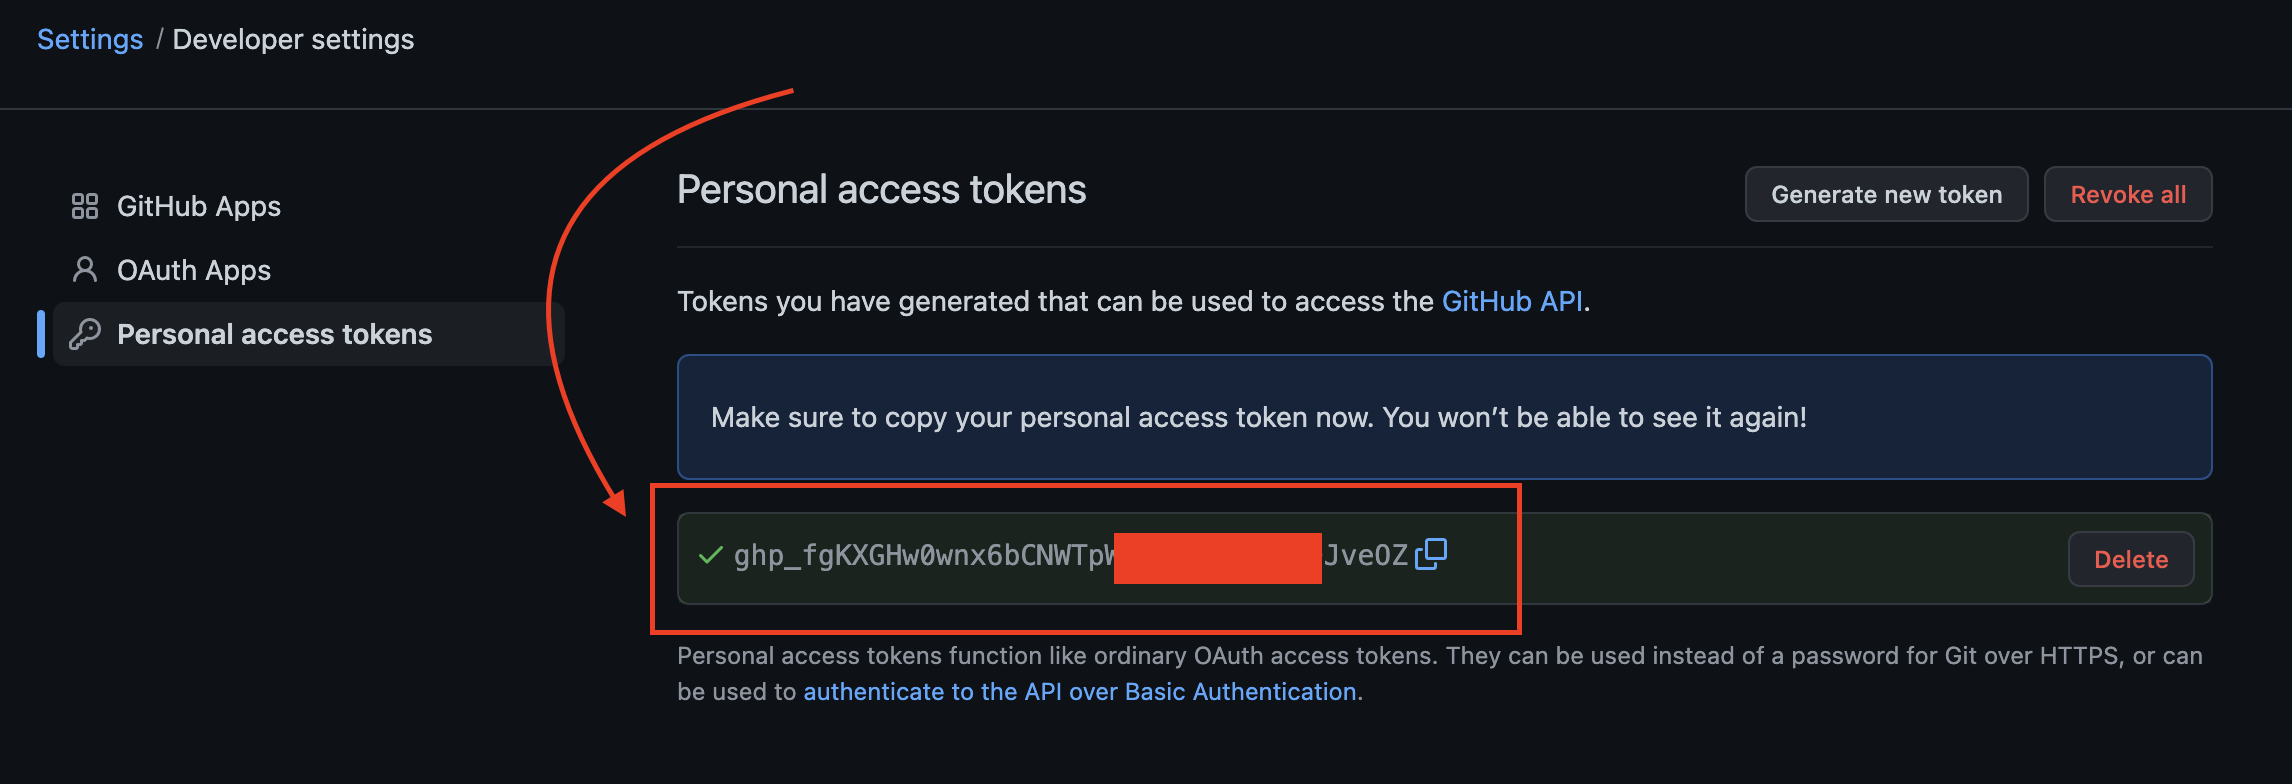 Settings / Developer settings
GitHub Apps
OAuth Apps
Personal access tokens
Personal access tokens
Generate new token
Revoke all
Tokens you have generated that can be used to access the GitHub API.
Make sure to copy your personal access token now. You won’t be able to see it again!
ghp_fgKXGHw0wnx6bCNWTpW JveOZ
Delete
Personal access tokens function like ordinary OAuth access tokens. They can be used instead of a password for Git over HTTPS, or can
be used to authenticate to the API over Basic Authentication.